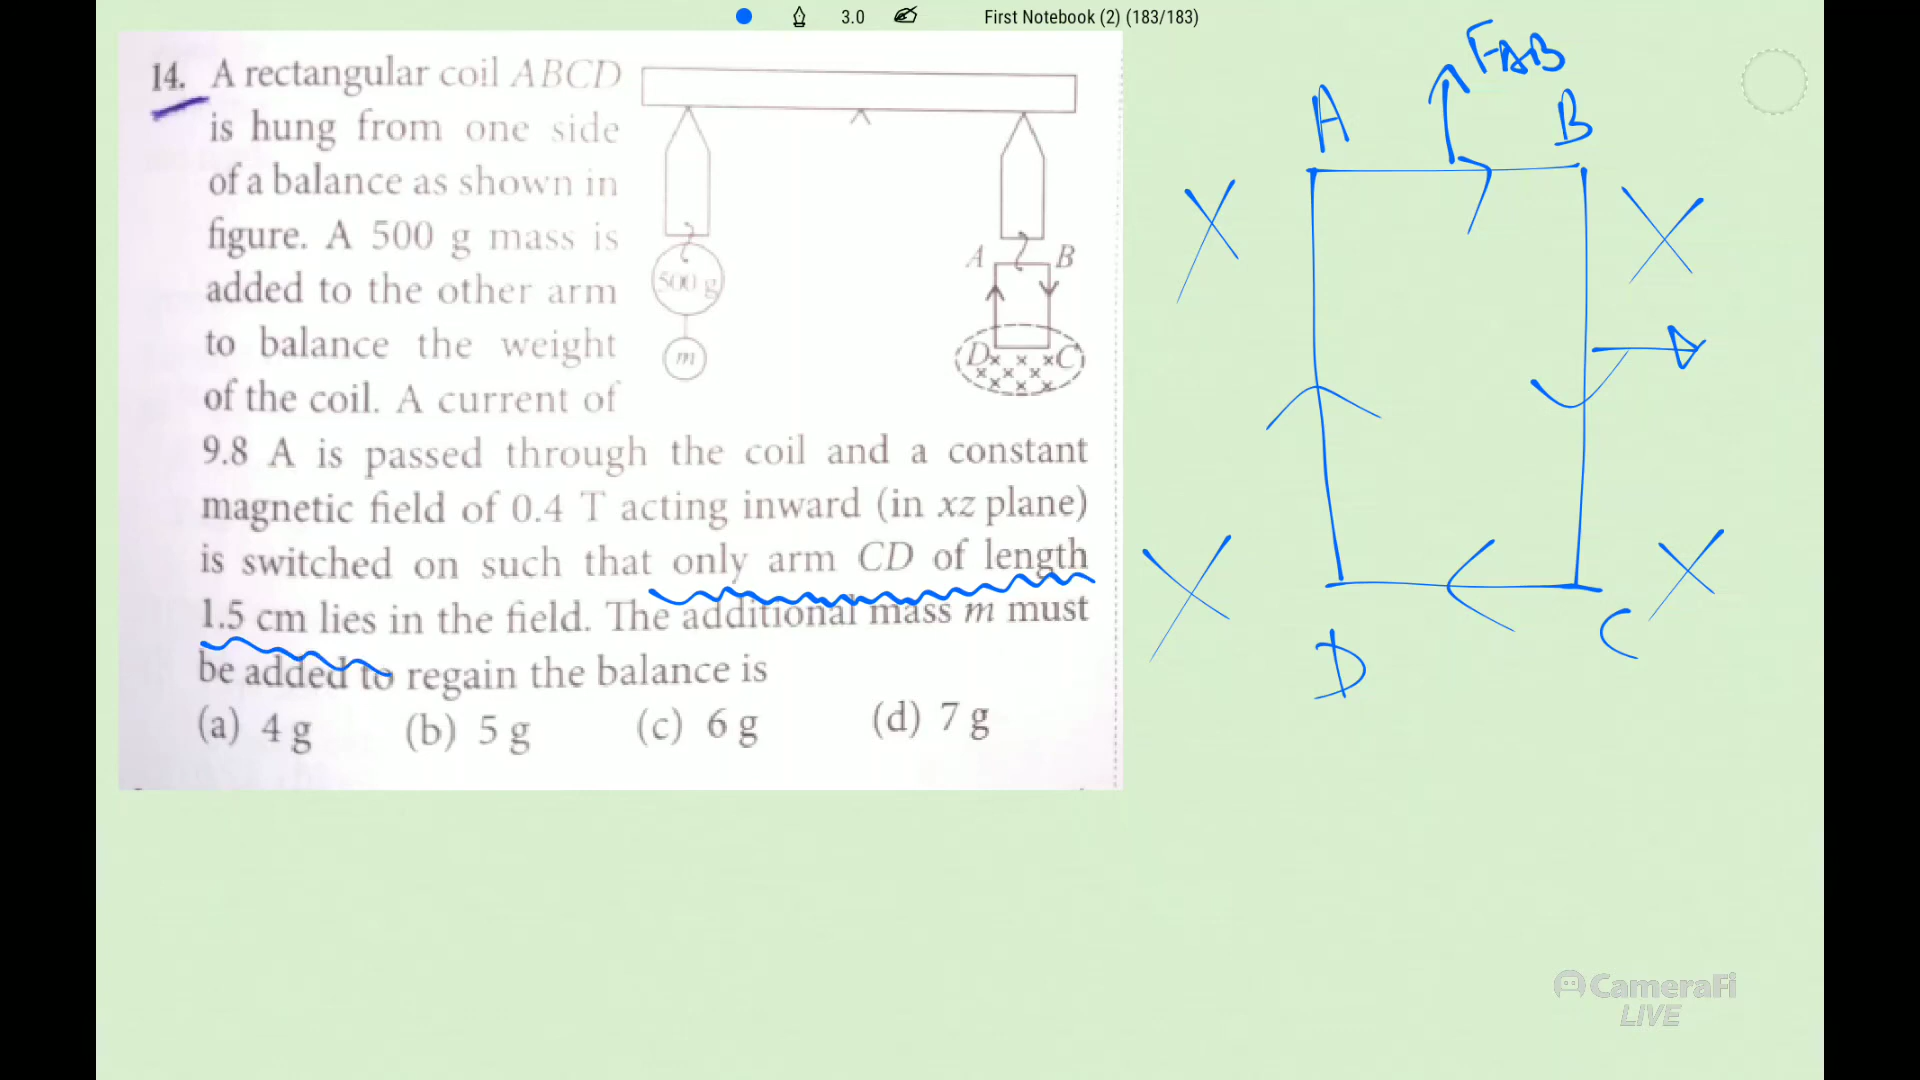 3.0 First Notebook (2) (183/183)
14. A rectangular coil ABCD
is hung from one side
of a balance as shown in
figure. A 500 g mass is
added to the other arm
to balance the weight
of the coil. A current of
9.8 A is passed through the coil and a constant
magnetic field of 0.4 T acting inward (in xz plane)
is switched on such that only arm CD of length
1.5 cm lies in the field. The additional mass m must
be added to regain the balance is
(a) 4 g (b) 5 g (c) 6 g (d) 7 g
500 g
m
A B
D C
FAB
A B
D C
CameraFi
LIVE